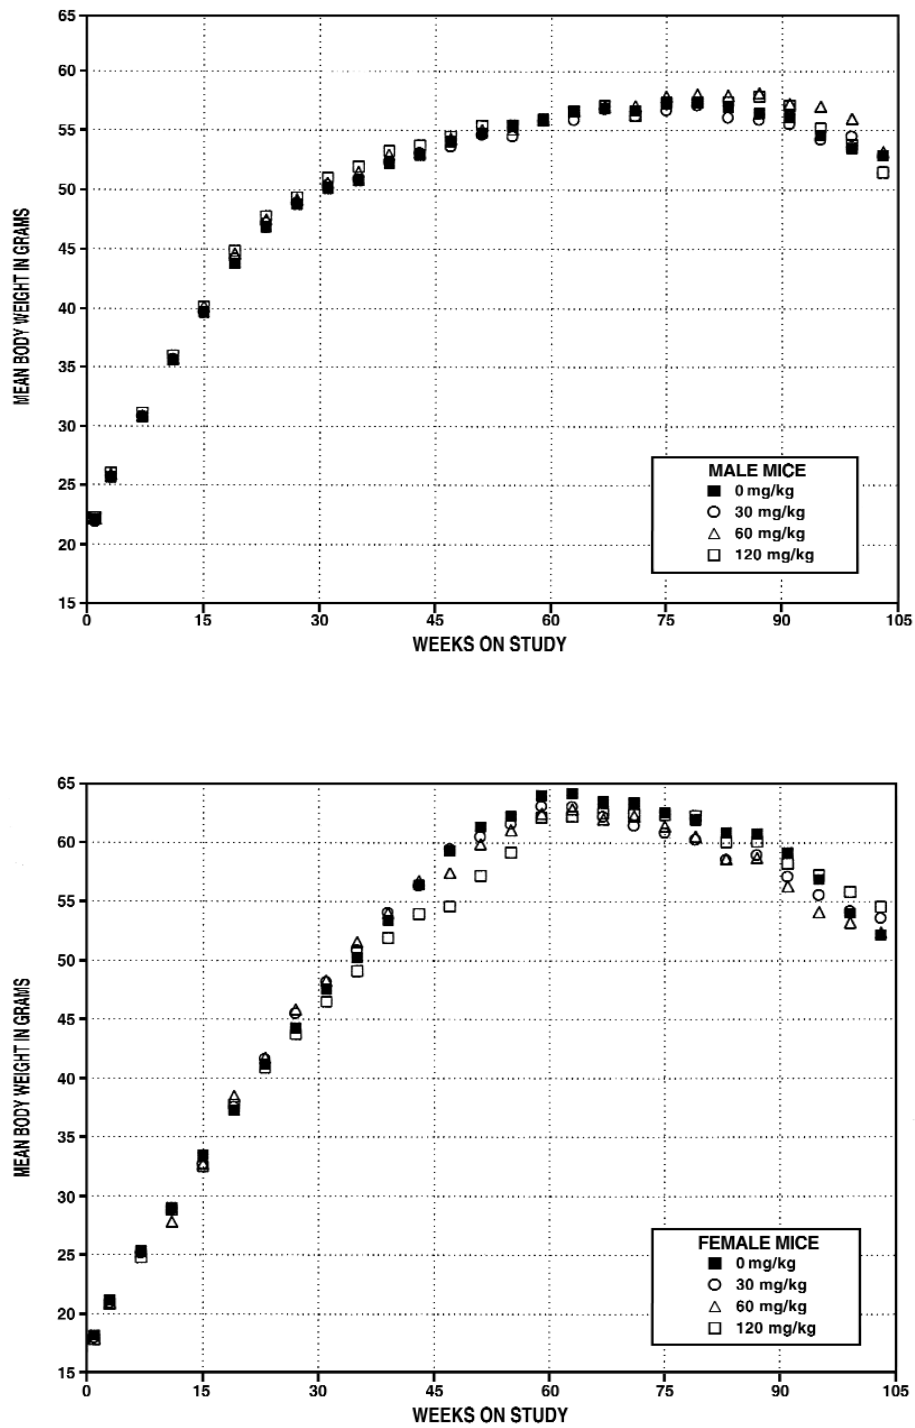 65
60
55
50
45
40
35
30
25
20
15
MEAN BODY WEIGHT IN GRAMS
MALE MICE
0 mg/kg
30 mg/kg
60 mg/kg
120 mg/kg
0 15 30 45 60 75 90 105
WEEKS ON STUDY
65
60
55
50
45
40
35
30
25
20
15
MEAN BODY WEIGHT IN GRAMS
FEMALE MICE
0 mg/kg
30 mg/kg
60 mg/kg
120 mg/kg
0 15 30 45 60 75 90 105
WEEKS ON STUDY